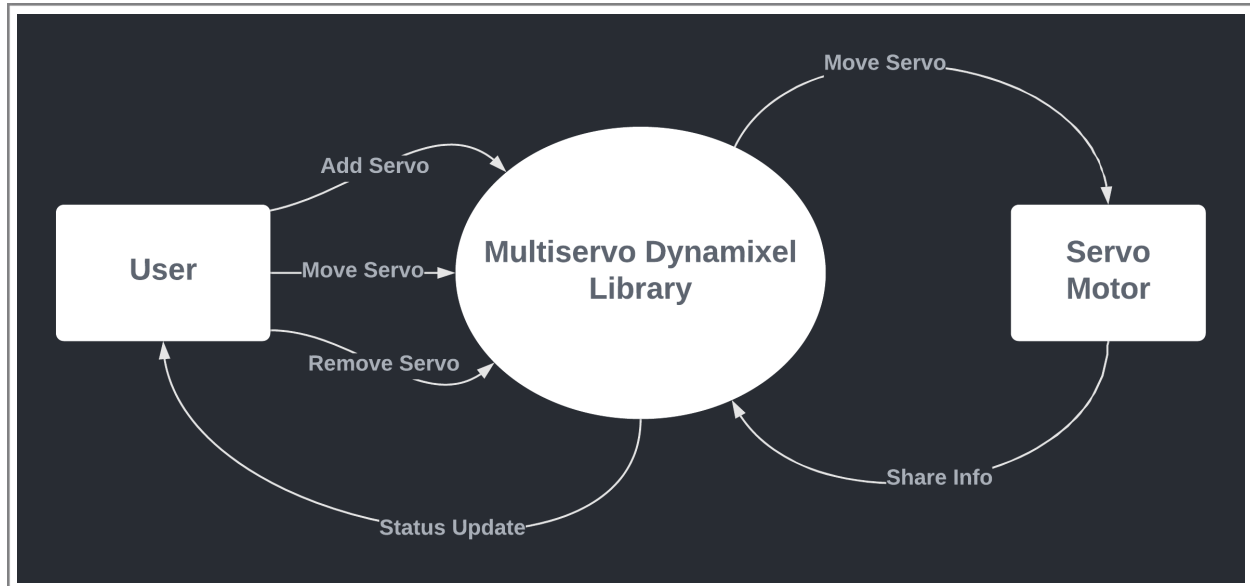 Move Servo
Add Servo
User
Move Servo
Multiservo Dynamixel
Library
Servo
Motor
Remove Servo
Share Info
Status Update